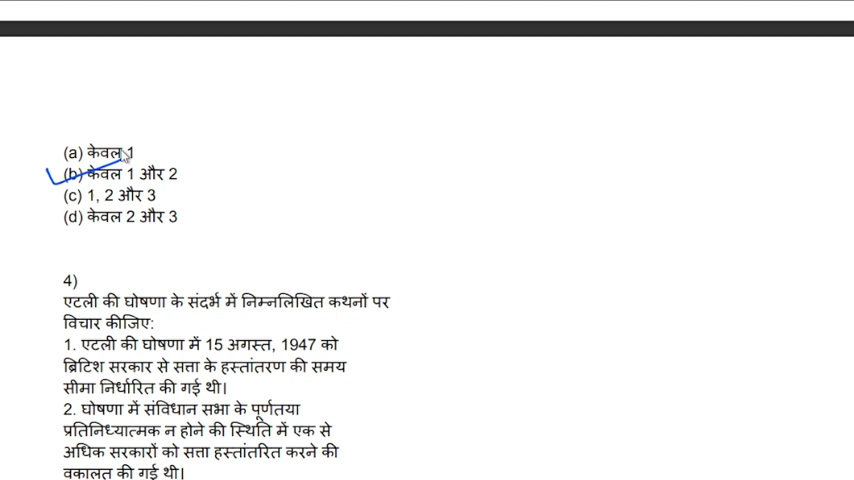 (a) केवल 1
(b) केवल 1 और 2
(c) 1, 2 और 3
(d) केवल 2 और 3
4)
एटली की घोषणा के संदर्भ में निम्नलिखित कथनों पर
विचार कीजिए:
1. एटली की घोषणा में 15 अगस्त, 1947 को
ब्रिटिश सरकार से सत्ता के हस्तांतरण की समय
सीमा निर्धारित की गई थी।
2. घोषणा में संविधान सभा के पूर्णतया
प्रतिनिध्यात्मक न होने की स्थिति में एक से
अधिक सरकारों को सत्ता हस्तांतरित करने की
वकालत की गई थी।